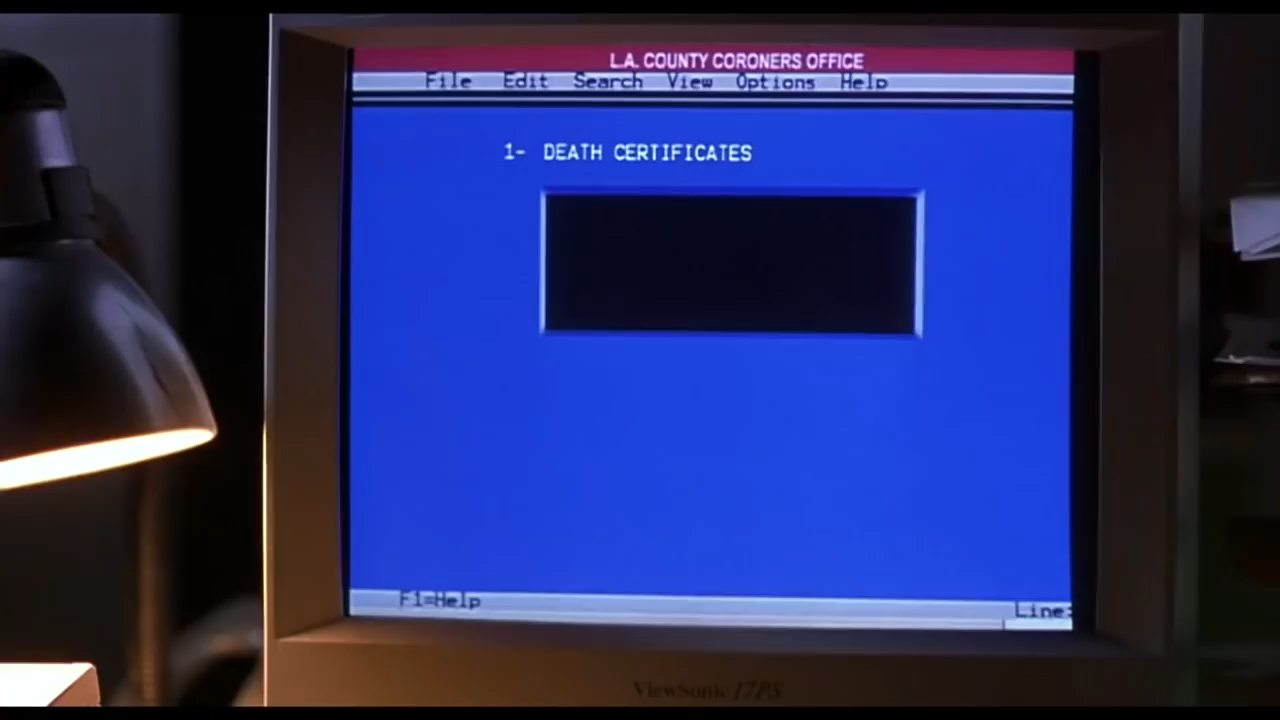 L.A. COUNTY CORONERS OFFICE
File Edit Search View Options Help
1- DEATH CERTIFICATES
F1=Help
Line:
ViewSonic 17PS